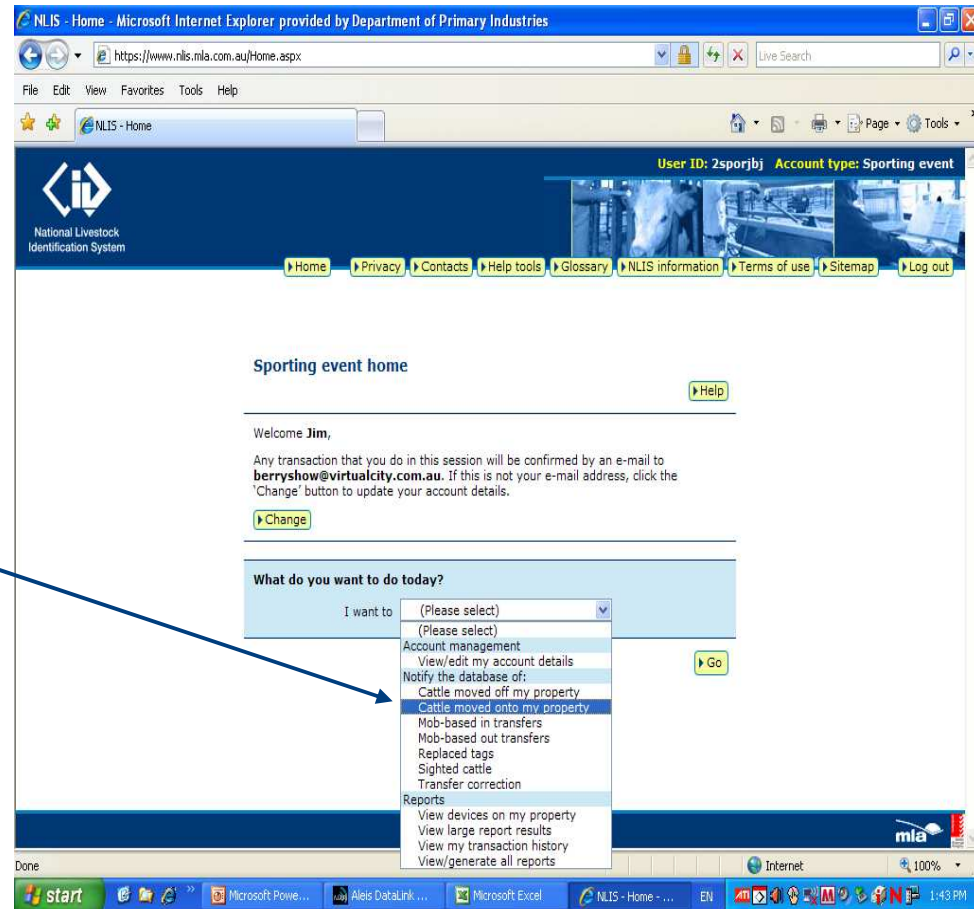 NLIS - Home - Microsoft Internet Explorer provided by Department of Primary Industries
https://www.nlis.mla.com.au/Home.aspx
Live Search
File Edit View Favorites Tools Help
NLIS - Home
Page Tools
User ID: 2sporjbj Account type: Sporting event
National Livestock
Identification System
Home Privacy Contacts Help tools Glossary NLIS information Terms of use Sitemap Log out
Sporting event home
Help
Welcome Jim,
Any transaction that you do in this session will be confirmed by an e-mail to
berryshow@virtualcity.com.au. If this is not your e-mail address, click the
'Change' button to update your account details.
Change
What do you want to do today?
I want to (Please select)
(Please select)
Account management
View/edit my account details
Go
Notify the database of:
Cattle moved off my property
Cattle moved onto my property
Mob-based in transfers
Mob-based out transfers
Replaced tags
Sighted cattle
Transfer correction
Reports
View devices on my property
View large report results
View my transaction history
View/generate all reports
mla
Done Internet 100%
start Microsoft Powe... Aleis DataLink ... Microsoft Excel NLIS - Home - ... EN 1:43 PM